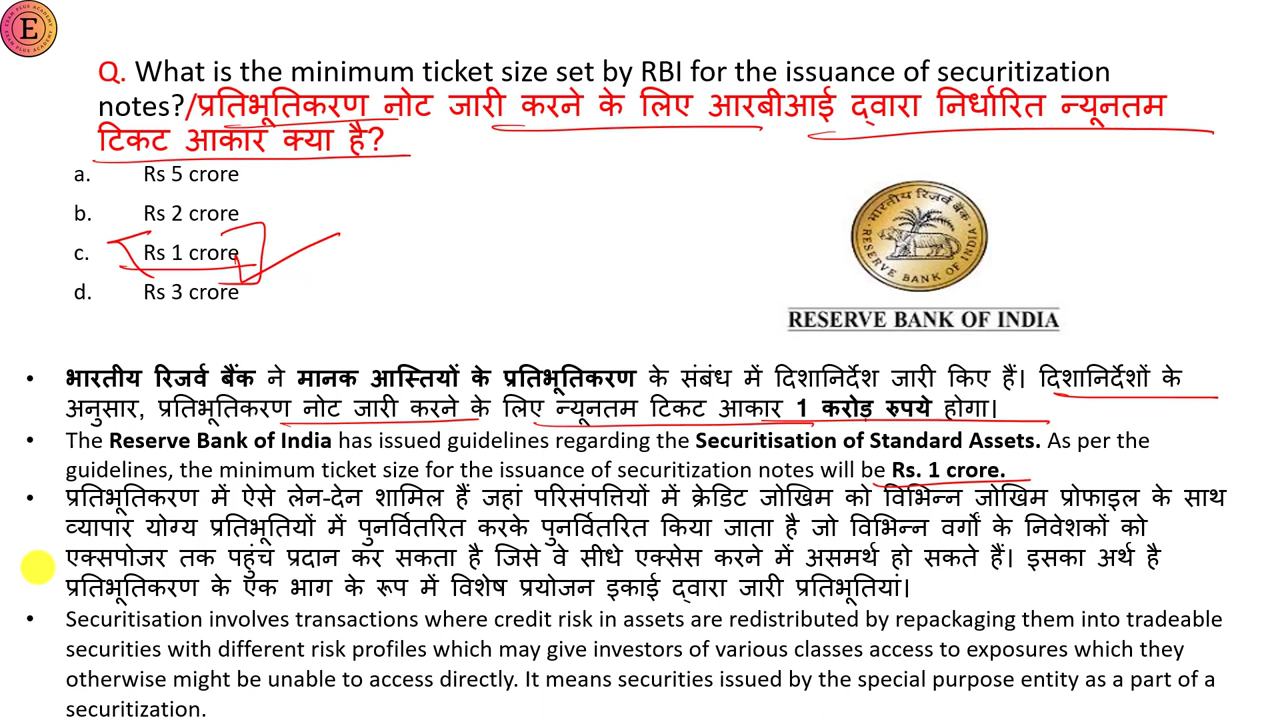 E
EXAM PLUS ACADEMY
Q. What is the minimum ticket size set by RBI for the issuance of securitization
notes?/प्रतिभूतिकरण नोट जारी करने के लिए आरबीआई द्वारा निर्धारित न्यूनतम
टिकट आकार क्या है?
a. Rs 5 crore
b. Rs 2 crore
c. Rs 1 crore
d. Rs 3 crore
भारतीय रिज़र्व बैंक
RESERVE BANK OF INDIA
RESERVE BANK OF INDIA
• भारतीय रिजर्व बैंक ने मानक आस्तियों के प्रतिभूतिकरण के संबंध में दिशानिर्देश जारी किए हैं। दिशानिर्देशों के
अनुसार, प्रतिभूतिकरण नोट जारी करने के लिए न्यूनतम टिकट आकार 1 करोड़ रुपये होगा।
• The Reserve Bank of India has issued guidelines regarding the Securitisation of Standard Assets. As per the
guidelines, the minimum ticket size for the issuance of securitization notes will be Rs. 1 crore.
• प्रतिभूतिकरण में ऐसे लेन-देन शामिल हैं जहां परिसंपत्तियों में क्रेडिट जोखिम को विभिन्न जोखिम प्रोफाइल के साथ
व्यापार योग्य प्रतिभूतियों में पुनर्वितरित करके पुनर्वितरित किया जाता है जो विभिन्न वर्गों के निवेशकों को
एक्सपोजर तक पहुंच प्रदान कर सकता है जिसे वे सीधे एक्सेस करने में असमर्थ हो सकते हैं। इसका अर्थ है
प्रतिभूतिकरण के एक भाग के रूप में विशेष प्रयोजन इकाई द्वारा जारी प्रतिभूतियां।
• Securitisation involves transactions where credit risk in assets are redistributed by repackaging them into tradeable
securities with different risk profiles which may give investors of various classes access to exposures which they
otherwise might be unable to access directly. It means securities issued by the special purpose entity as a part of a
securitization.